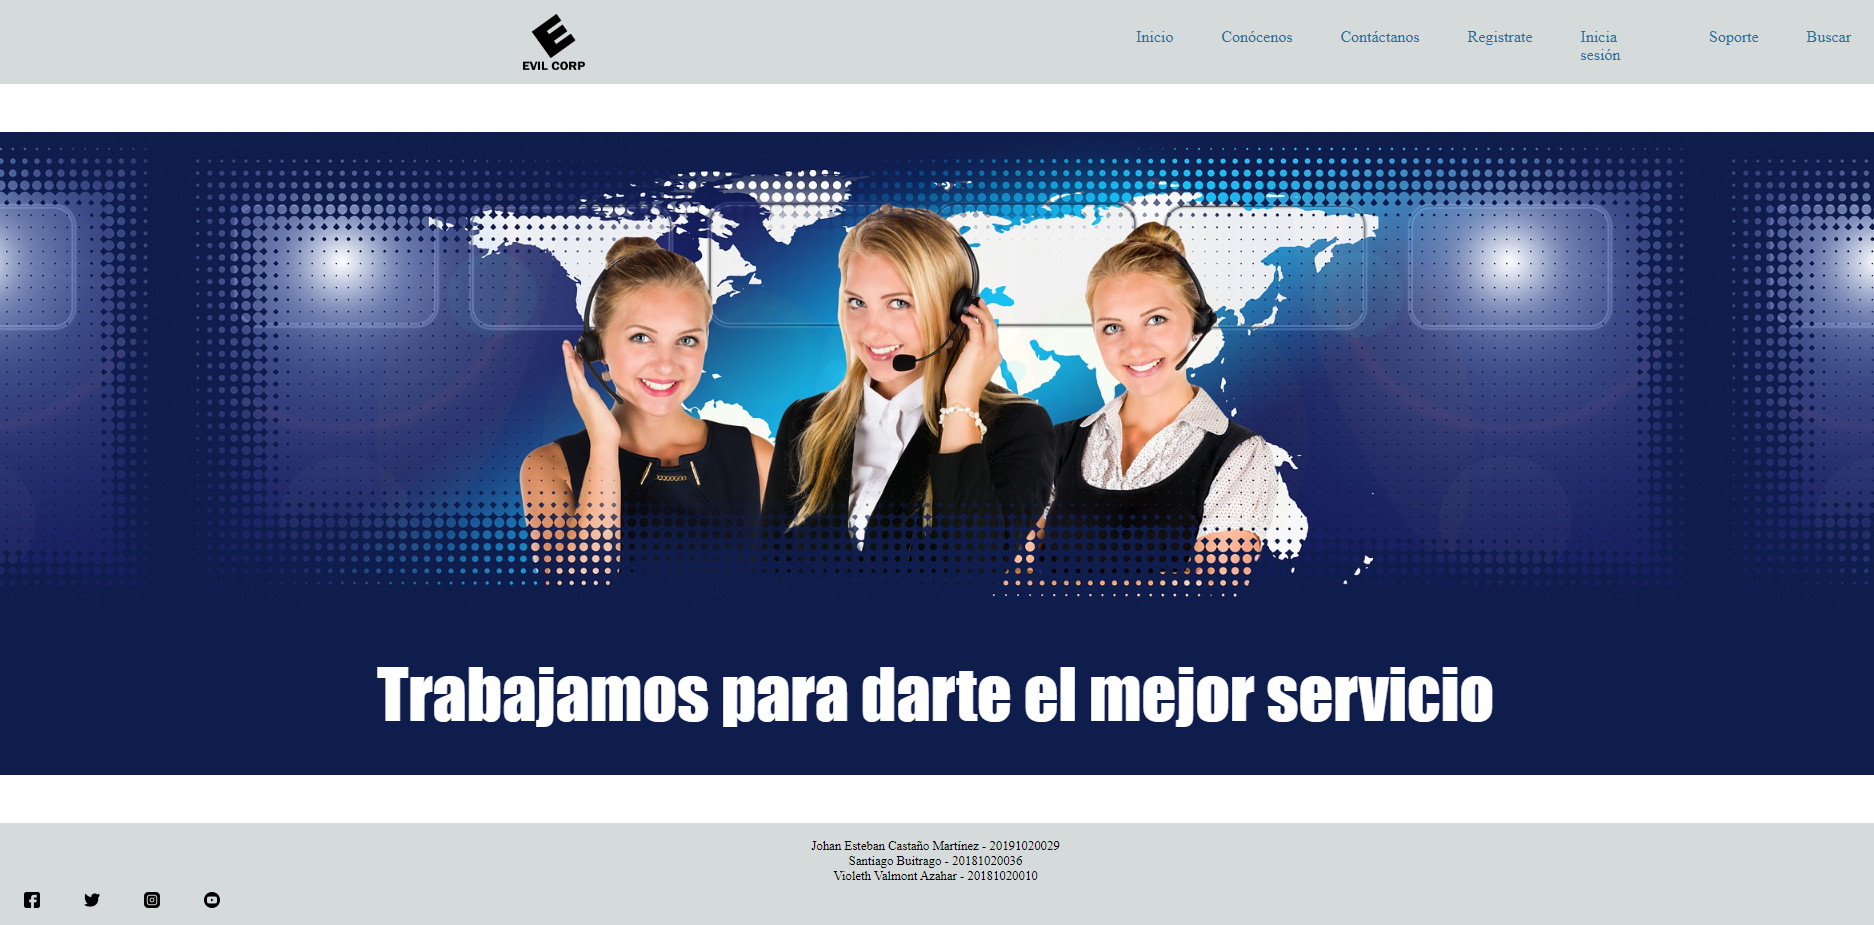 EVIL CORP
Inicio
Conócenos
Contáctanos
Registrate
Inicia
sesión
Soporte
Buscar
Trabajamos para darte el mejor servicio
Johan Esteban Castaño Martínez - 20191020029
Santiago Buitrago - 20181020036
Violeth Valmont Azahar - 20181020010